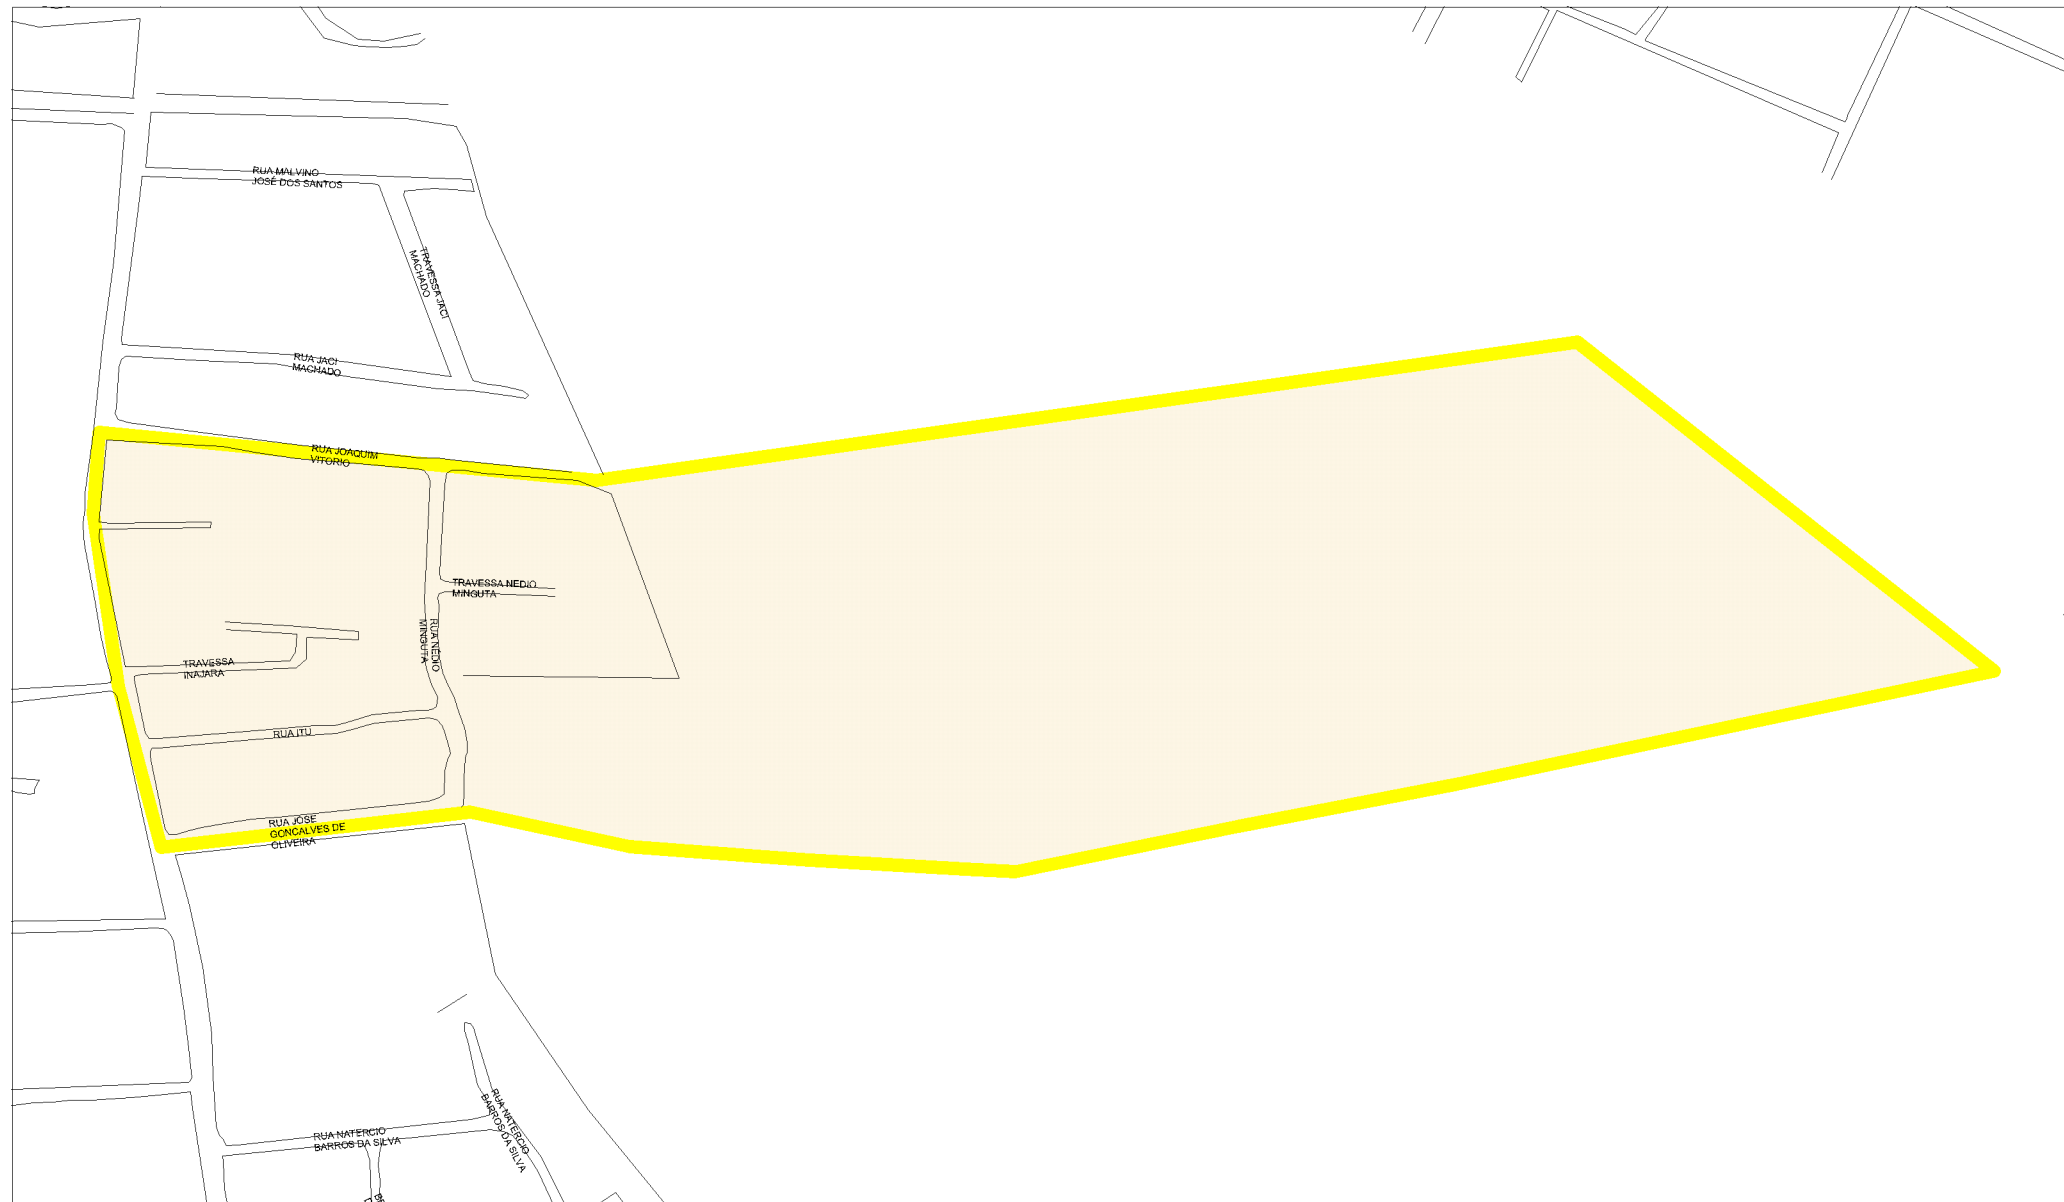 RUA MALVINO
JOSÉ DOS SANTOS
TRAVESSA JACI
MACHADO
RUA JACI
MACHADO
RUA JOAQUIM
VITORIO
TRAVESSA NEDIO
MINGUTA
RUA NEDIO
MINGUTA
TRAVESSA
INAJARA
RUA ITU
RUA JOSE
GONCALVES DE
OLIVEIRA
RUA NATERCIO
BARROS DA SILVA
RUA NATERCIO
BARROS DA SILVA